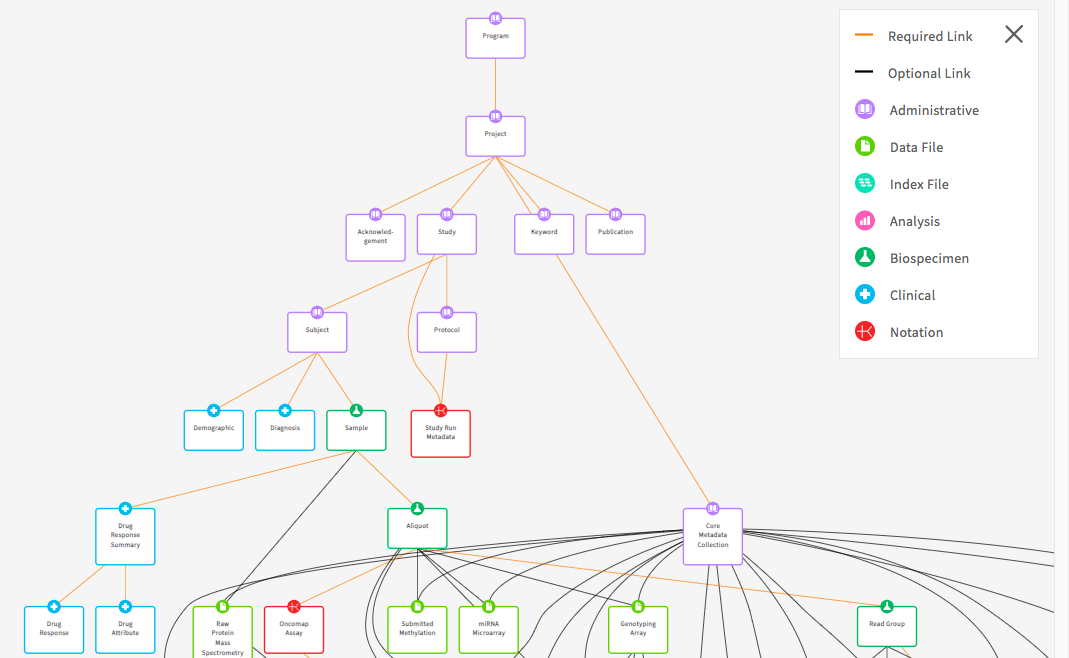 Program
Required Link
Optional Link
Administrative
Data File
Index File
Analysis
Biospecimen
Clinical
Notation
Project
Acknowled-
gement
Study
Keyword
Publication
Subject
Protocol
Demographic
Diagnosis
Sample
Study Run
Metadata
Drug
Response
Summary
Aliquot
Core
Metadata
Collection
Drug
Response
Drug
Attribute
Raw
Protein
Mass
Spectrometry
Oncomap
Assay
Submitted
Methylation
miRNA
Microarray
Genotyping
Array
Read Group